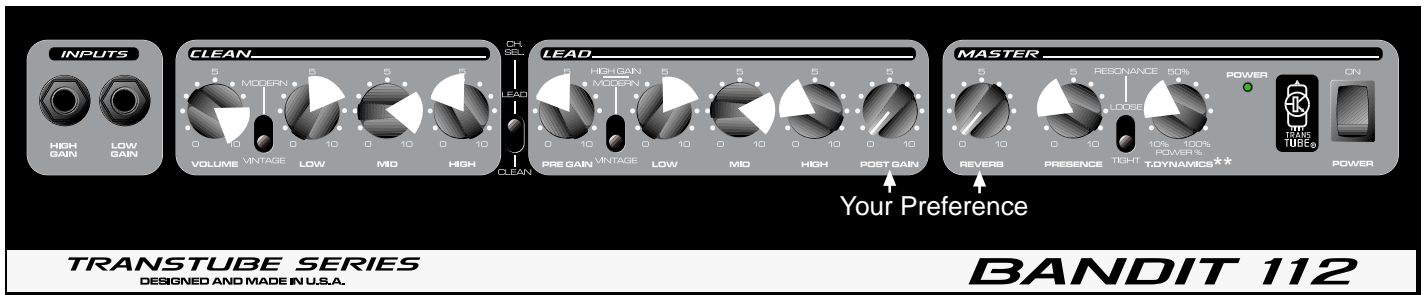 INPUTS
HIGH GAIN
LOW GAIN
CLEAN
5
0 10
VOLUME
MODERN
VINTAGE
5
0 10
LOW
5
0 10
MID
5
0 10
HIGH
CH. SEL.
LEAD
CLEAN
LEAD
5
0 10
PRE GAIN
HIGH GAIN
MODERN
VINTAGE
5
0 10
LOW
5
0 10
MID
5
0 10
HIGH
5
0 10
POST GAIN
MASTER
5
0 10
REVERB
5
0 10
PRESENCE
RESONANCE
LOOSE
TIGHT
50%
10% 100%
POWER %
T.DYNAMICS**
POWER
TRANS
TUBE®
ON
POWER
Your Preference
TRANSTUBE SERIES
DESIGNED AND MADE IN U.S.A.
BANDIT 112